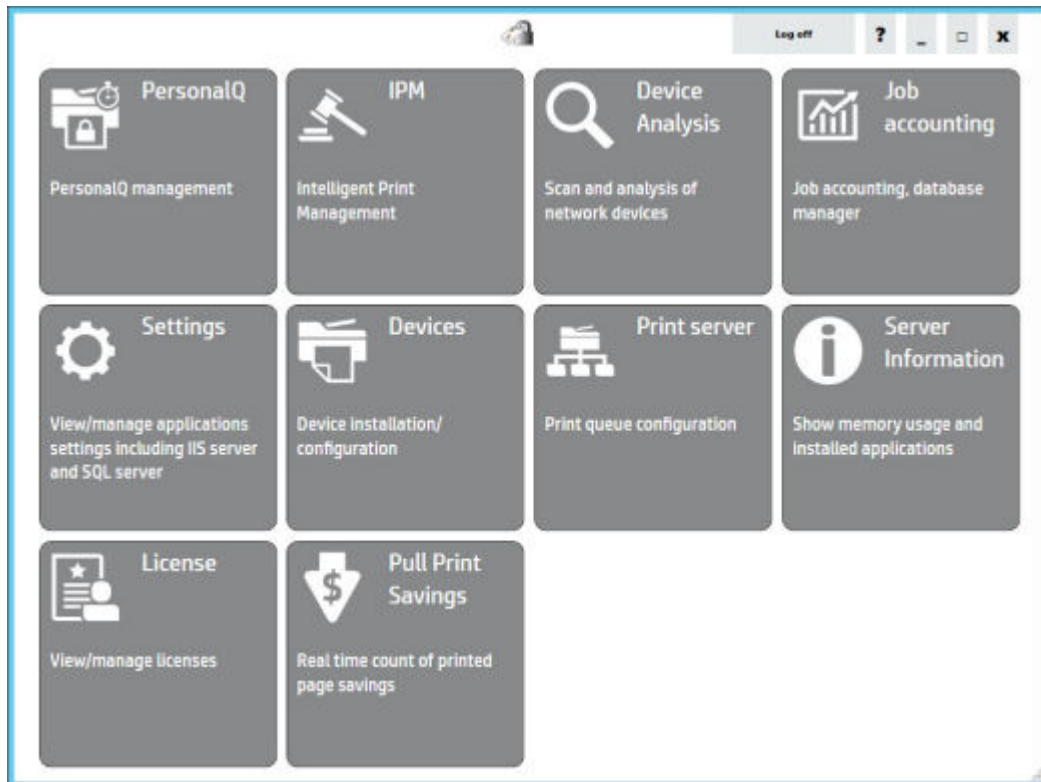 Log off ? _ □ x
PersonalQ
PersonalQ management
IPM
Intelligent Print
Management
Device
Analysis
Scan and analysis of
network devices
Job
accounting
Job accounting, database
manager
Settings
View/manage applications
settings including IIS server
and SQL server
Devices
Device installation/
configuration
Print server
Print queue configuration
Server
Information
Show memory usage and
installed applications
License
View/manage licenses
$
Pull Print
Savings
Real time count of printed
page savings